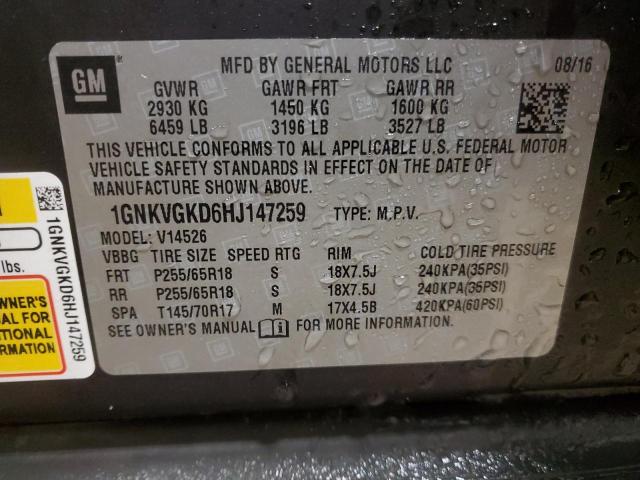 GM
MFD BY GENERAL MOTORS LLC 08/16
GVWR GAWR FRT GAWR RR
2930 KG 1450 KG 1600 KG
6459 LB 3196 LB 3527 LB
THIS VEHICLE CONFORMS TO ALL APPLICABLE U.S. FEDERAL MOTOR
VEHICLE SAFETY STANDARDS IN EFFECT ON THE DATE OF
MANUFACTURE SHOWN ABOVE.
1GNKVGKD6HJ147259 TYPE: M.P.V.
MODEL: V14526
VBBG TIRE SIZE SPEED RTG RIM COLD TIRE PRESSURE
FRT P255/65R18 S 18X7.5J 240KPA(35PSI)
RR P255/65R18 S 18X7.5J 240KPA(35PSI)
SPA T145/70R17 M 17X4.5B 420KPA(60PSI)
SEE OWNER'S MANUAL FOR ADDITIONAL INFORMATION.
1GNKVGKD6HJ147259
lbs.
OWNER'S
FOR
INFORMATION